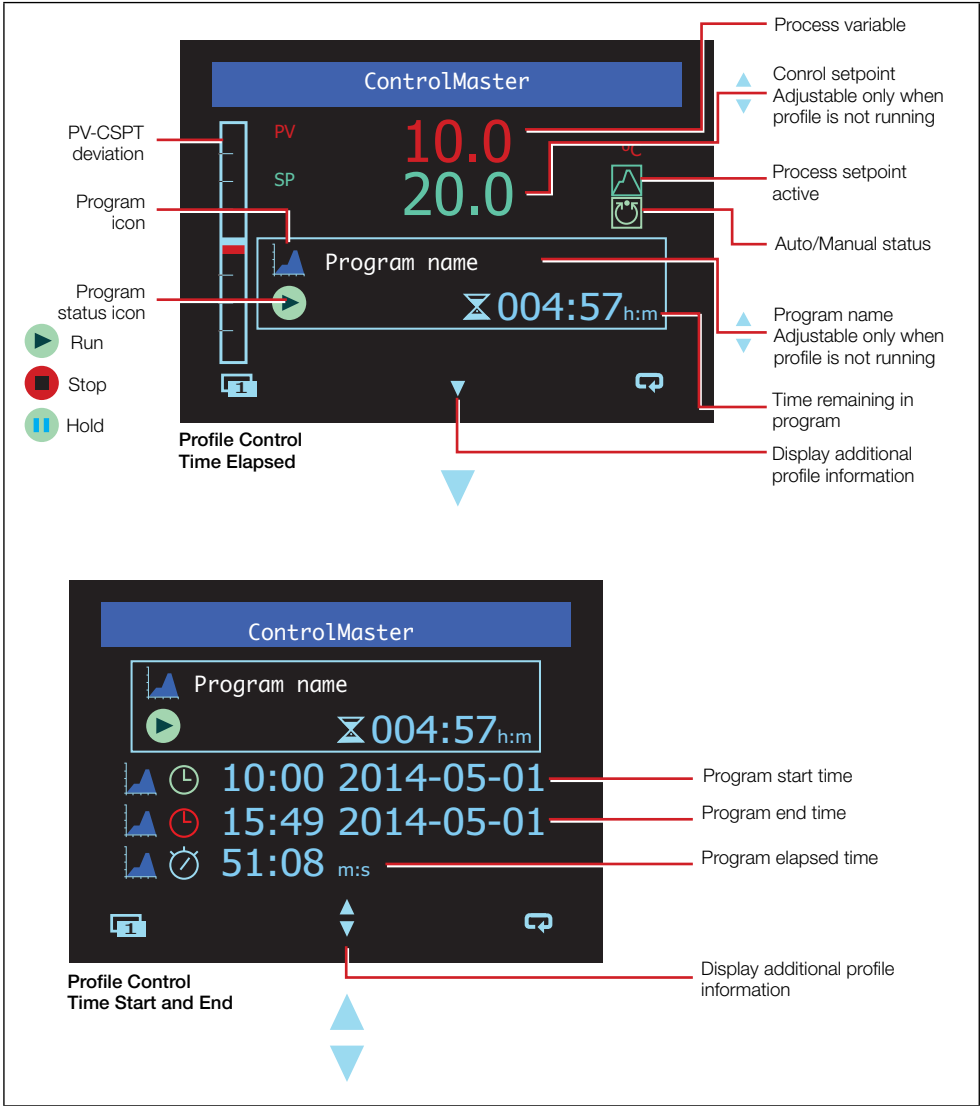 Process variable
ControlMaster
Conrol setpoint
Adjustable only when
profile is not running
PV-CSPT
deviation
PV
10.0
°C
SP
20.0
Process setpoint
active
Program
icon
Auto/Manual status
Program name
Program
status icon
004:57 h:m
Program name
Adjustable only when
profile is not running
Run
Stop
Hold
1
Time remaining in
program
Profile Control
Time Elapsed
Display additional
profile information
ControlMaster
Program name
004:57 h:m
10:00 2014-05-01
Program start time
15:49 2014-05-01
Program end time
51:08 m:s
Program elapsed time
1
Profile Control
Time Start and End
Display additional profile
information